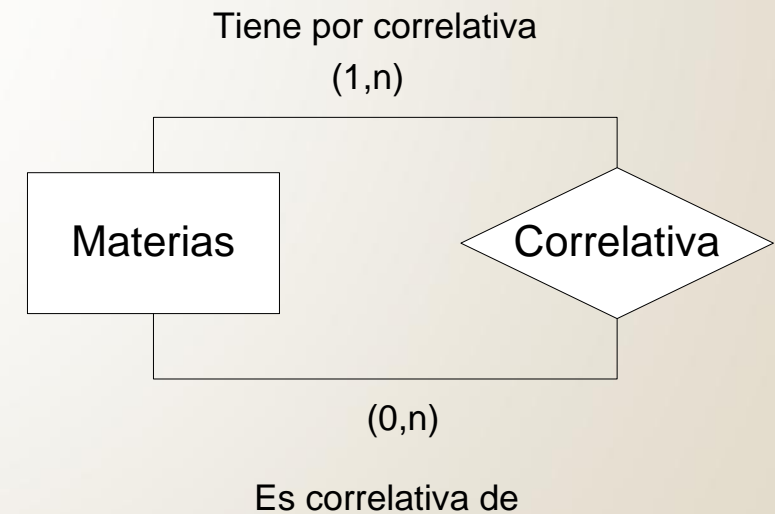 Tiene por correlativa
(1,n)
Materias
Correlativa
(0,n)
Es correlativa de